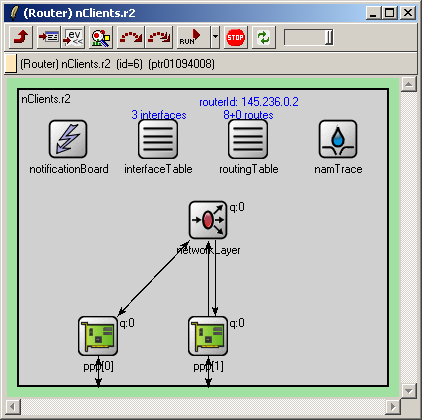 (Router) nClients.r2
ev
<<
RUN
STOP
(Router) nClients.r2 (id=6) (ptr01094008)
nClients.r2
routerId: 145.236.0.2
3 interfaces
8+0 routes
notificationBoard
interfaceTable
routingTable
namTrace
q:0
networkLayer
q:0
q:0
ppp[0]
ppp[1]